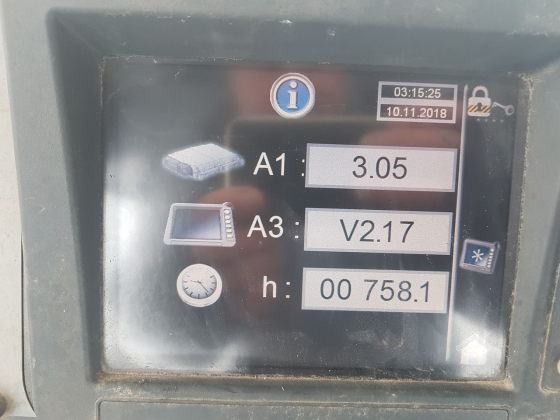 03:15:25
10.11.2018
A1 : 3.05
A3 : V2.17
h : 00 758.1